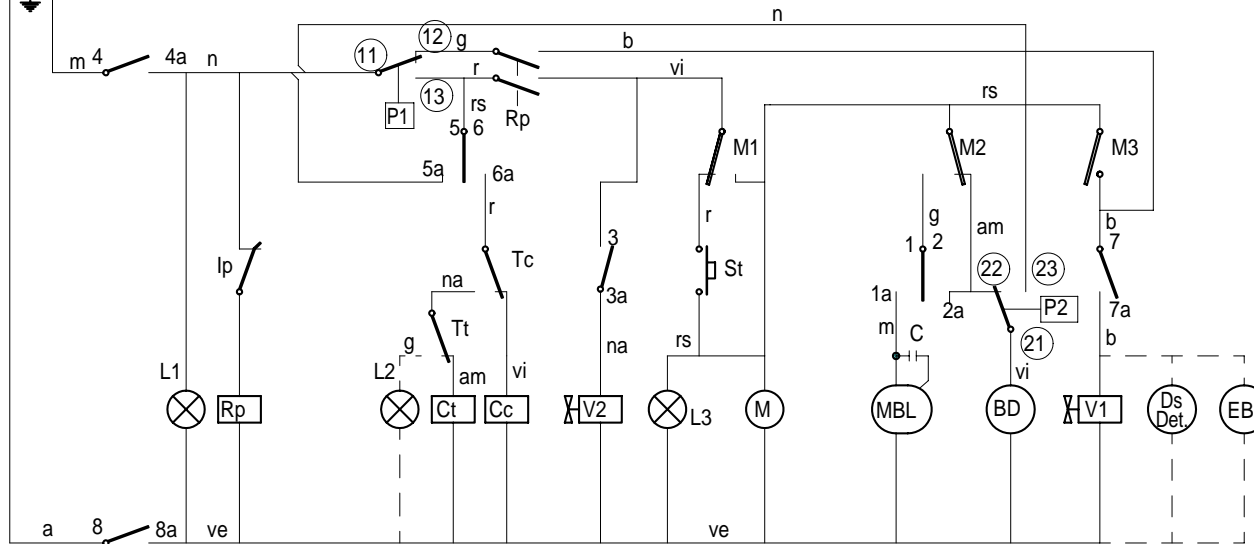 n
m 4 4a n 11 12 g b
13 r vi rs
P1 rs Rp
5 6 M1 M2 M3
5a 6a
r r g am b
Ip Tc 3 St 1 2 22 23 7
na 3a 1a 2a P2 7a
Tt m C 21
g na rs b
L1 L2 am vi vi
Rp Ct Cc V2 L3 M MBL BD V1 Ds Det. EB
a 8 8a ve ve